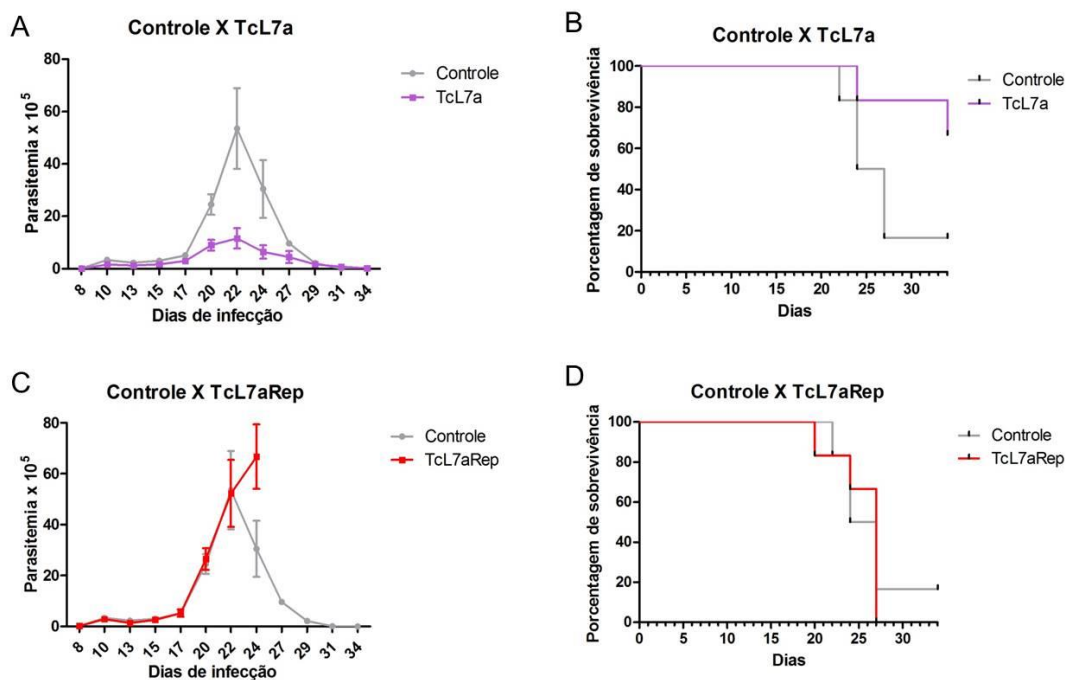 A
Controle X TcL7a
Parasitemia x 10⁵
80
60
40
20
0
8 10 13 15 17 20 22 24 27 29 31 34
Dias de infecção
Controle
TcL7a
B
Controle X TcL7a
Porcentagem de sobrevivência
100
80
60
40
20
0
0 5 10 15 20 25 30
Dias
Controle
TcL7a
C
Controle X TcL7aRep
Parasitemia x 10⁵
80
60
40
20
0
8 10 13 15 17 20 22 24 27 29 31 34
Dias de infecção
Controle
TcL7aRep
D
Controle X TcL7aRep
Porcentagem de sobrevivência
100
80
60
40
20
0
0 5 10 15 20 25 30
Dias
Controle
TcL7aRep